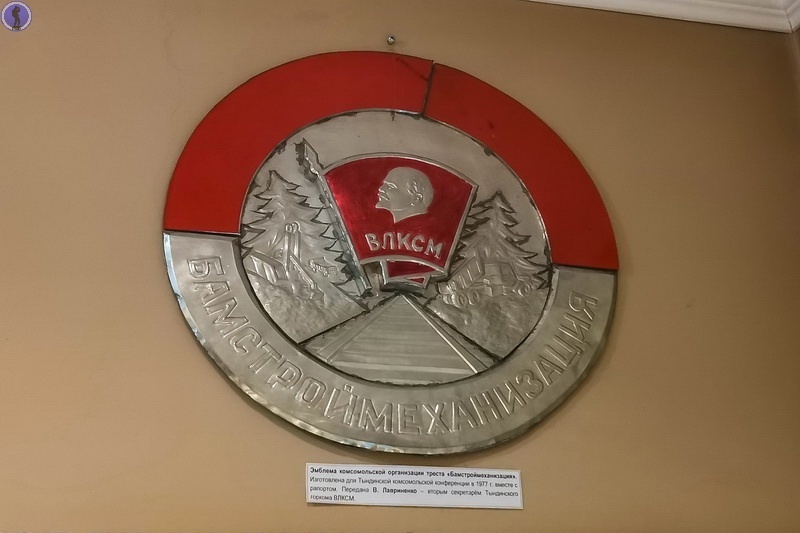 ВЛКСМ
БАМСТРОЙМЕХАНИЗАЦИЯ
Эмблема комсомольской организации треста «Бамстроймеханизация».
Изготовлена для Тындинской комсомольской конференции в 1977 г. вместе с
рапортом. Передана В. Лавриненко – вторым секретарём Тындинского
горкома ВЛКСМ.